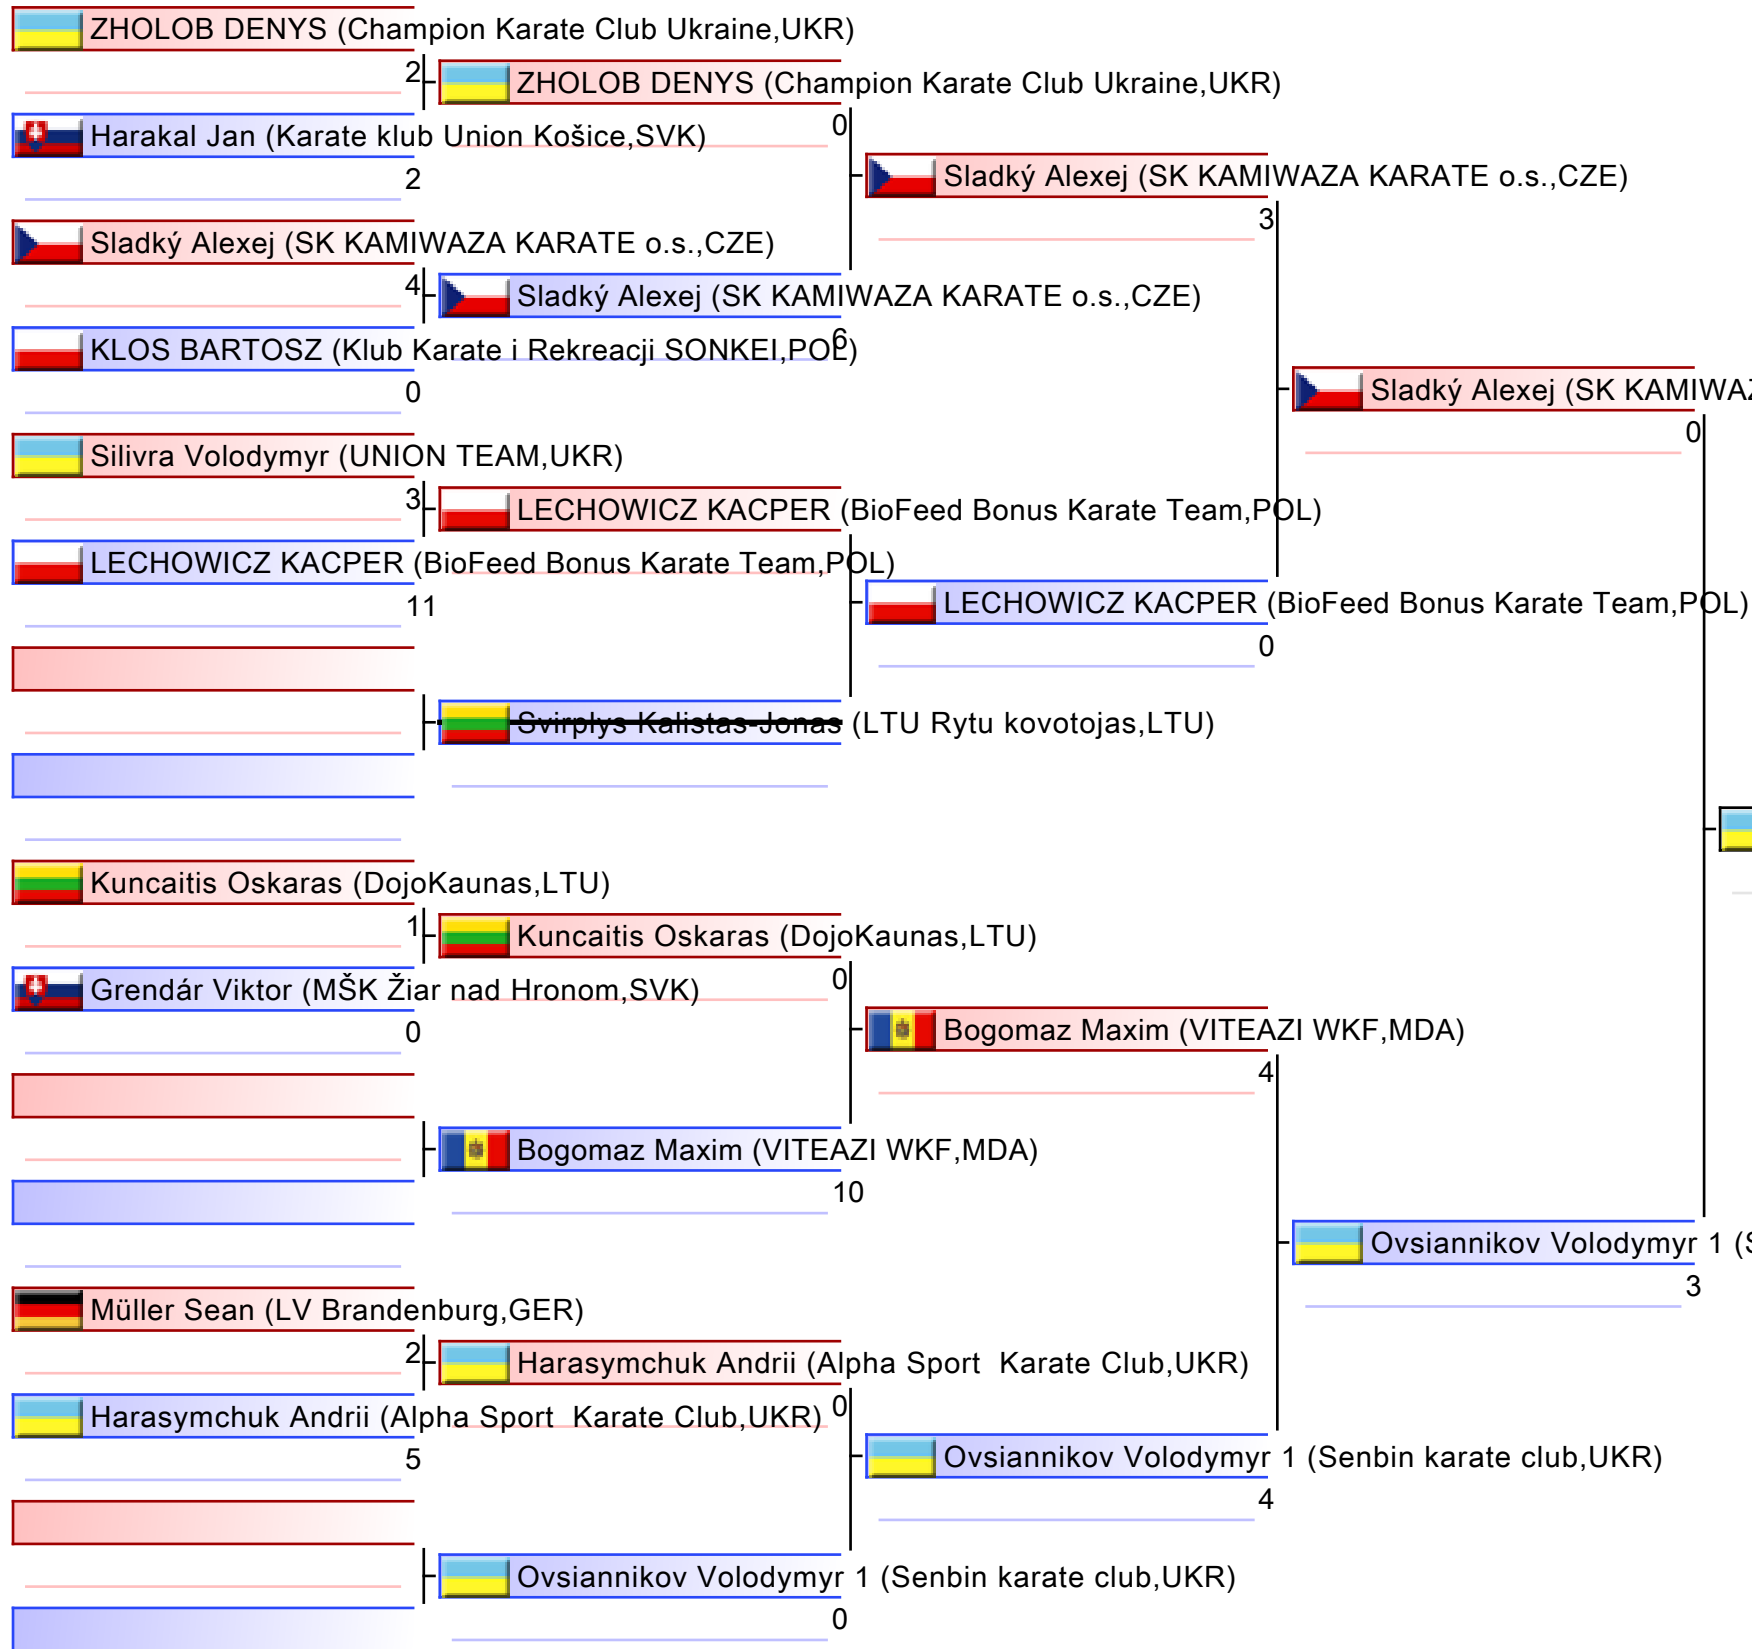 ZHOLOB DENYS (Champion Karate Club Ukraine,UKR)
2
ZHOLOB DENYS (Champion Karate Club Ukraine,UKR)
0
Harakal Jan (Karate klub Union Košice,SVK)
2
Sladký Alexej (SK KAMIWAZA KARATE o.s.,CZE)
3
Sladký Alexej (SK KAMIWAZA KARATE o.s.,CZE)
4
Sladký Alexej (SK KAMIWAZA KARATE o.s.,CZE)
6
KLOS BARTOSZ (Klub Karate i Rekreacji SONKEI,POL)
0
Sladký Alexej (SK KAMIWAZ
0
Silivra Volodymyr (UNION TEAM,UKR)
3
LECHOWICZ KACPER (BioFeed Bonus Karate Team,POL)
LECHOWICZ KACPER (BioFeed Bonus Karate Team,POL)
11
LECHOWICZ KACPER (BioFeed Bonus Karate Team,POL)
0
Svirplys Kalistas-Jonas (LTU Rytu kovotojas,LTU)
Kuncaitis Oskaras (DojoKaunas,LTU)
1
Kuncaitis Oskaras (DojoKaunas,LTU)
0
Grendár Viktor (MŠK Žiar nad Hronom,SVK)
0
Bogomaz Maxim (VITEAZI WKF,MDA)
4
Bogomaz Maxim (VITEAZI WKF,MDA)
10
Ovsiannikov Volodymyr 1 (S
3
Müller Sean (LV Brandenburg,GER)
2
Harasymchuk Andrii (Alpha Sport  Karate Club,UKR)
0
Harasymchuk Andrii (Alpha Sport  Karate Club,UKR)
5
Ovsiannikov Volodymyr 1 (Senbin karate club,UKR)
4
Ovsiannikov Volodymyr 1 (Senbin karate club,UKR)
0